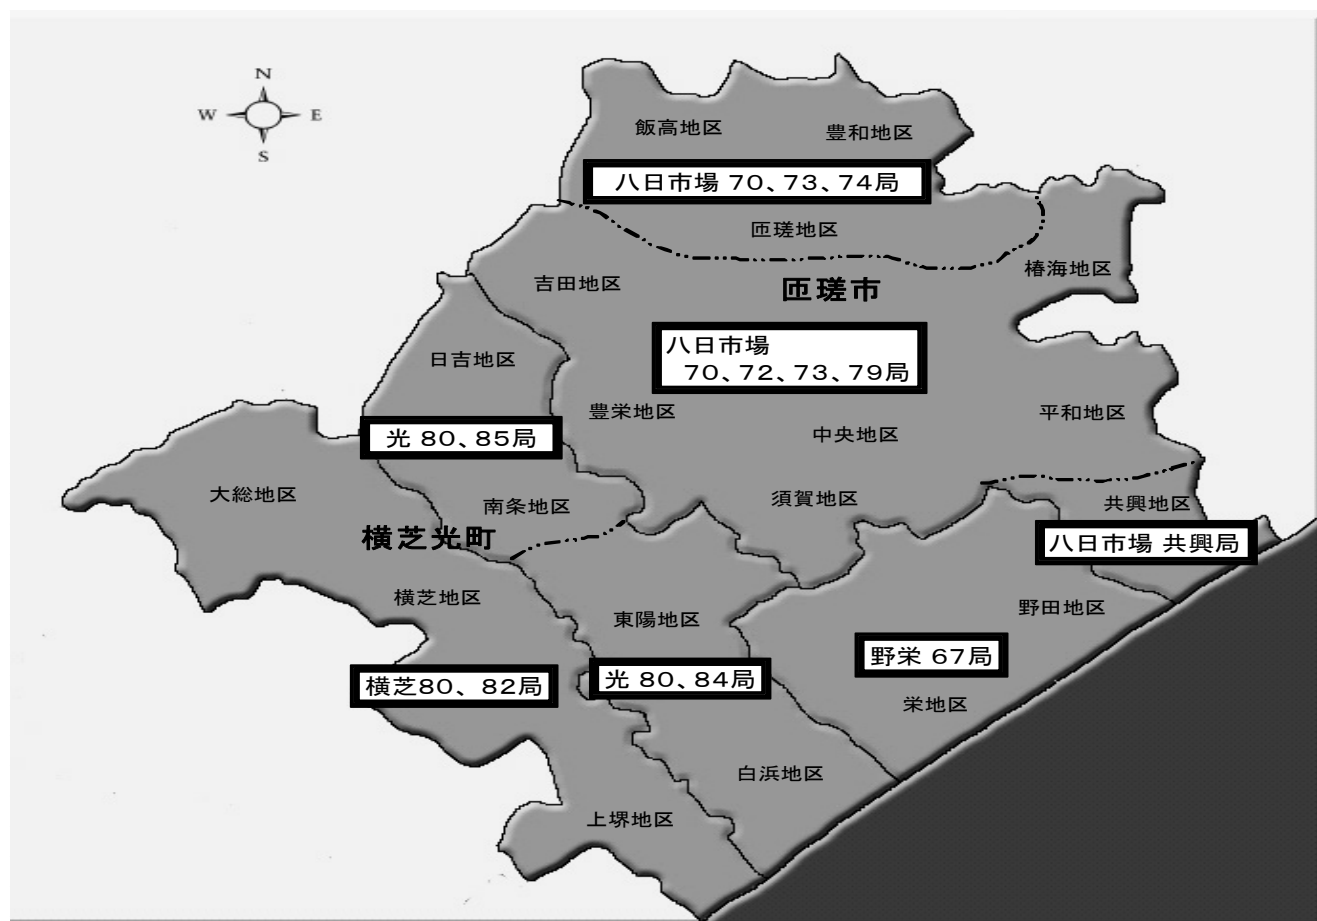 N
W E
S
飯高地区
豊和地区
八日市場 70、73、74局
匝瑳地区
椿海地区
吉田地区
匝瑳市
八日市場
70、72、73、79局
日吉地区
豊栄地区
平和地区
中央地区
光 80、85局
大総地区
南条地区
須賀地区
共興地区
横芝光町
八日市場 共興局
横芝地区
野田地区
東陽地区
野栄 67局
横芝80、82局
光 80、84局
栄地区
白浜地区
上堺地区